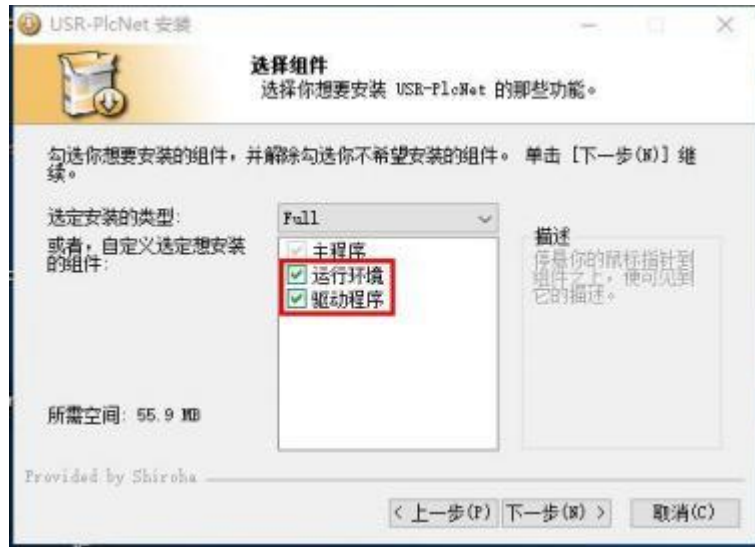 USR-PlcNet 安装
选择组件
选择你想要安装 USR-PlcNet 的那些功能。
勾选你想要安装的组件，并解除勾选你不希望安装的组件。 单击 [下一步(N)] 继
续。
选定安装的类型:
Full
或者，自定义选定想安装
的组件:
主程序
运行环境
驱动程序
描述
停悬你的鼠标指针到
组件之上，便可见到
它的描述。
所需空间: 55.9 MB
Provided by Shiroha
< 上一步(P)
下一步(N) >
取消(C)